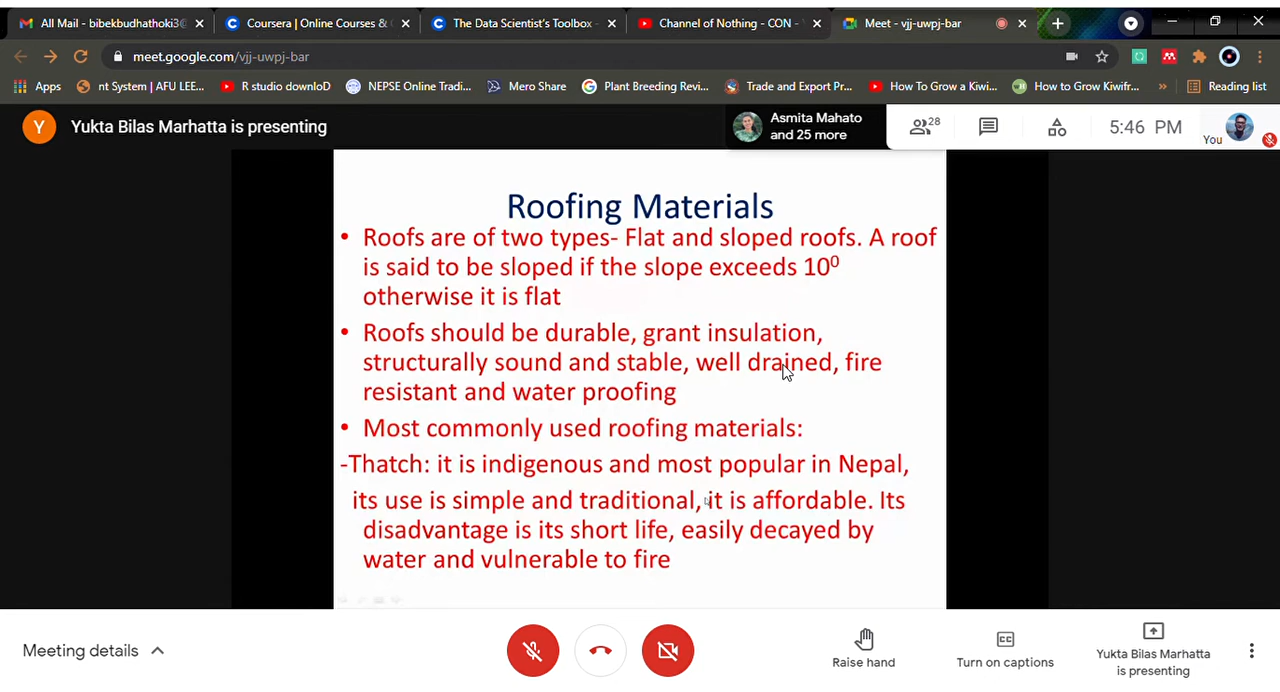 All Mail - bibekbudhathoki3@
Coursera | Online Courses &
The Data Scientist's Toolbox -
Channel of Nothing - CON -
Meet - vjj-uwpj-bar
meet.google.com/vjj-uwpj-bar
Apps
nt System | AFU LEE...
R studio downloD
NEPSE Online Tradi...
Mero Share
Plant Breeding Revi...
Trade and Export Pr...
How To Grow a Kiwi...
How to Grow Kiwifr...
»
Reading list
Y
Yukta Bilas Marhatta is presenting
Asmita Mahato
and 25 more
28
5:46 PM
You
Roofing Materials
• Roofs are of two types- Flat and sloped roofs. A roof
is said to be sloped if the slope exceeds 10⁰
otherwise it is flat
• Roofs should be durable, grant insulation,
structurally sound and stable, well drained, fire
resistant and water proofing
• Most commonly used roofing materials:
-Thatch: it is indigenous and most popular in Nepal,
its use is simple and traditional, it is affordable. Its
disadvantage is its short life, easily decayed by
water and vulnerable to fire
Meeting details
Raise hand
CC
Turn on captions
Yukta Bilas Marhatta
is presenting